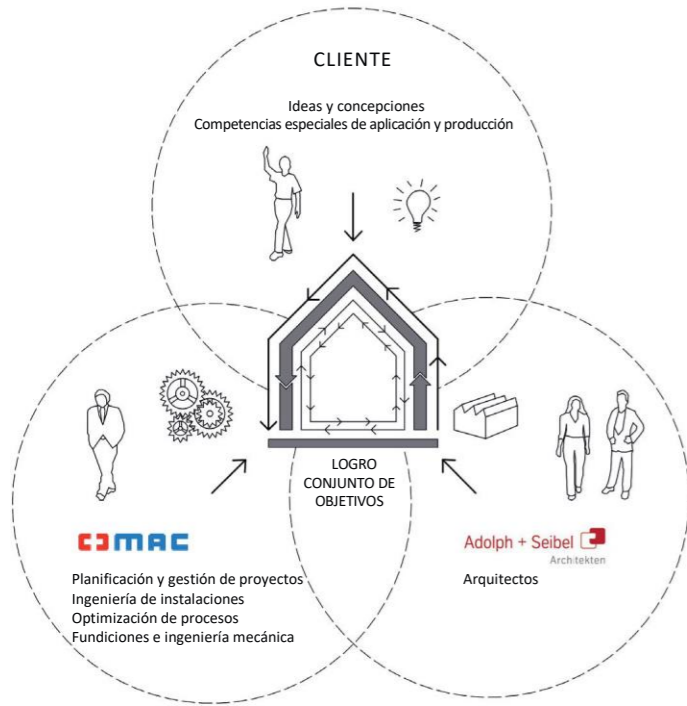 CLIENTE
Ideas y concepciones
Competencias especiales de aplicación y producción
LOGRO
CONJUNTO DE
OBJETIVOS
MAC
Planificación y gestión de proyectos
Ingeniería de instalaciones
Optimización de procesos
Fundiciones e ingeniería mecánica
Adolph + Seibel
Architekten
Arquitectos